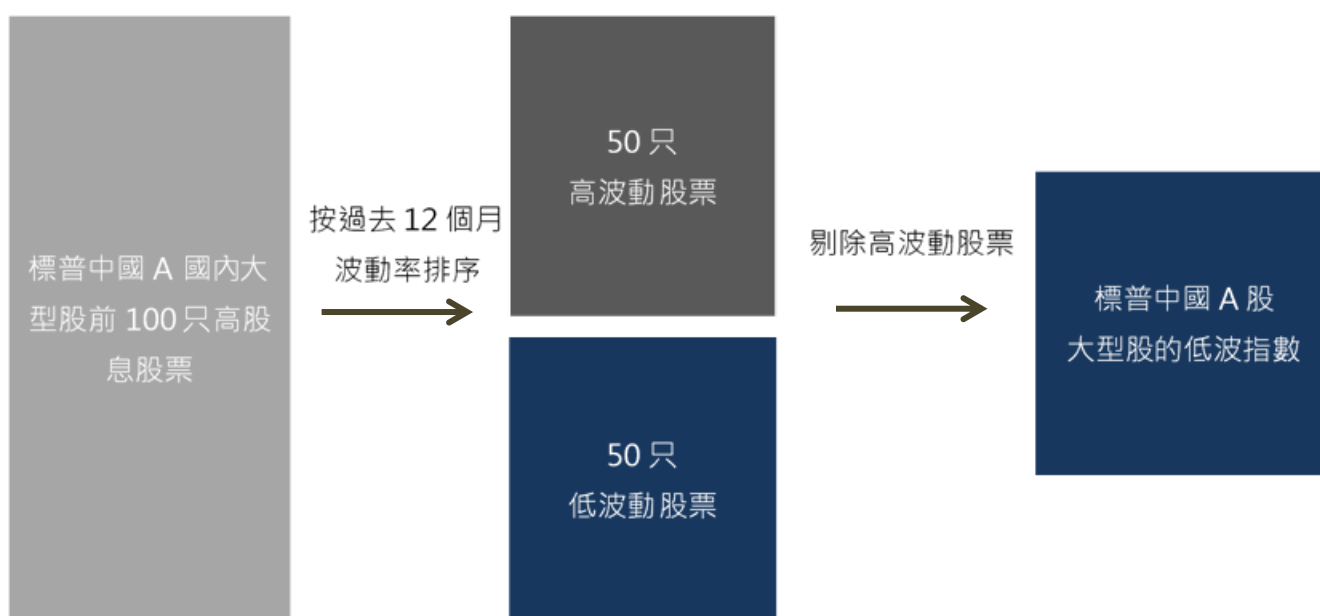 標普中國 A 國內大
型股前 100 只高股
息股票
按過去 12 個月
波動率排序
50 只
高波動股票
50 只
低波動股票
剔除高波動股票
標普中國 A 股
大型股的低波指數